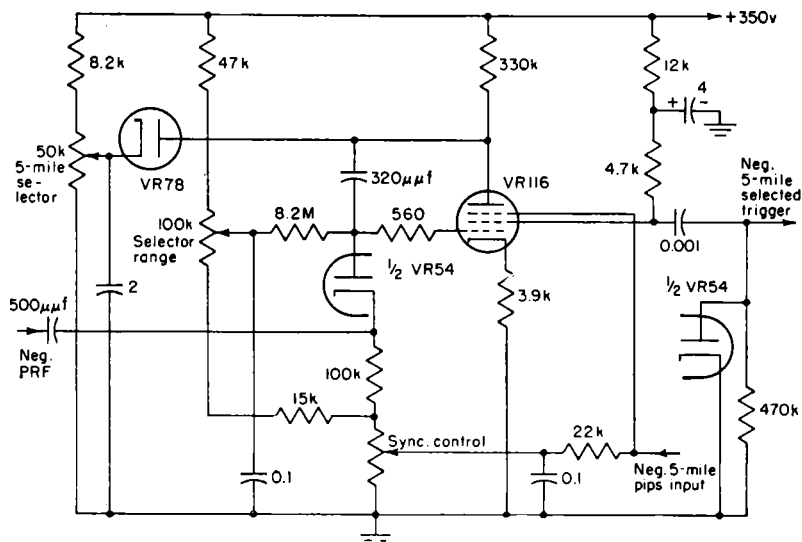 +350v
8.2k
47k
330k
12k
4
+ -
50k
5-mile
se-
lector
VR78
320μμf
VR116
4.7k
Neg.
5-mile
selected
trigger
100k
Selector
range
8.2M
560
0.001
½ VR54
½ VR54
2
3.9k
500μμf
Neg.
PRF
100k
15k
470k
Sync. control
22k
0.1
0.1
Neg. 5-mile
pips input